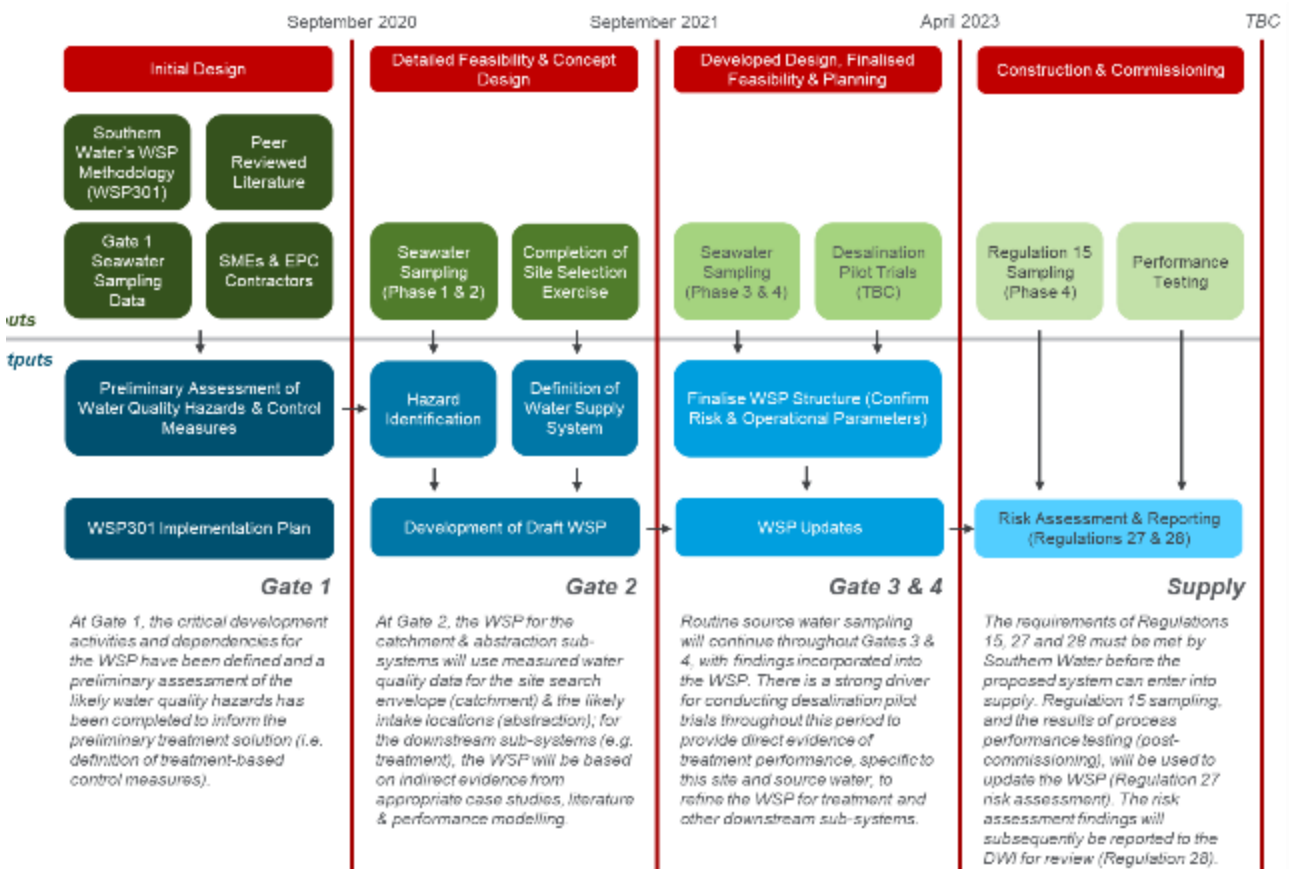 September 2020
September 2021
April 2023
TBC
Initial Design
Detailed Feasibility & Concept
Design
Developed Design, Finalised
Feasibility & Planning
Construction & Commissioning
Southern
Water's WSP
Methodology
(WSP301)
Peer
Reviewed
Literature
Gate 1
Seawater
Sampling
Data
SMEs & EPC
Contractors
Seawater
Sampling
(Phase 1 & 2)
Completion of
Site Selection
Exercise
Seawater
Sampling
(Phase 3 & 4)
Desalination
Pilot Trials
(TBC)
Regulation 15
Sampling
(Phase 4)
Performance
Testing
uts
tputs
Preliminary Assessment of
Water Quality Hazards & Control
Measures
Hazard
Identification
Definition of
Water Supply
System
Finalise WSP Structure (Confirm
Risk & Operational Parameters)
WSP301 Implementation Plan
Development of Draft WSP
WSP Updates
Risk Assessment & Reporting
(Regulations 27 & 28)
Gate 1
At Gate 1, the critical development
activities and dependencies for
the WSP have been defined and a
preliminary assessment of the
likely water quality hazards has
been completed to inform the
preliminary treatment solution (i.e.
definition of treatment-based
control measures).
Gate 2
At Gate 2, the WSP for the
catchment & abstraction sub-
systems will use measured water
quality data for the site search
envelope (catchment) & the likely
intake locations (abstraction); for
the downstream sub-systems (e.g.
treatment), the WSP will be based
on indirect evidence from
appropriate case studies, literature
& performance modelling.
Gate 3 & 4
Routine source water sampling
will continue throughout Gates 3 &
4, with findings incorporated into
the WSP. There is a strong driver
for conducting desalination pilot
trials throughout this period to
provide direct evidence of
treatment performance, specific to
this site and source water, to
refine the WSP for treatment and
other downstream sub-systems.
Supply
The requirements of Regulations
15, 27 and 28 must be met by
Southern Water before the
proposed system can enter into
supply. Regulation 15 sampling,
and the results of process
performance testing (post-
commissioning), will be used to
update the WSP (Regulation 27
risk assessment). The risk
assessment findings will
subsequently be reported to the
DWI for review (Regulation 28).